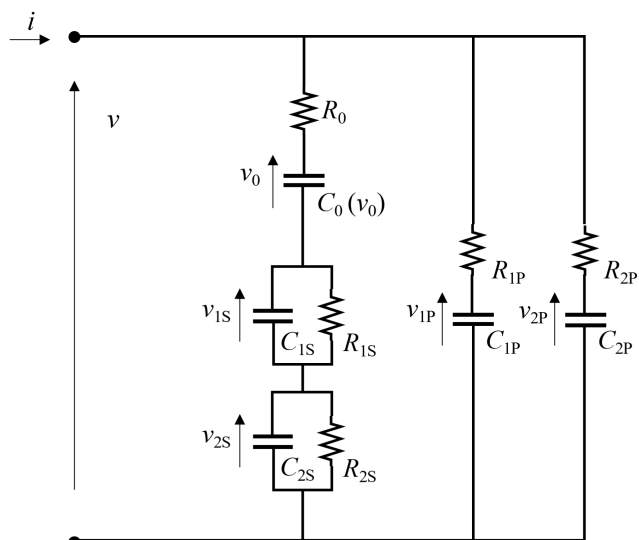 i
v
R0
v0
C0 (v0)
R1P
R2P
v1S
C1S
R1S
v1P
C1P
v2P
C2P
v2S
C2S
R2S